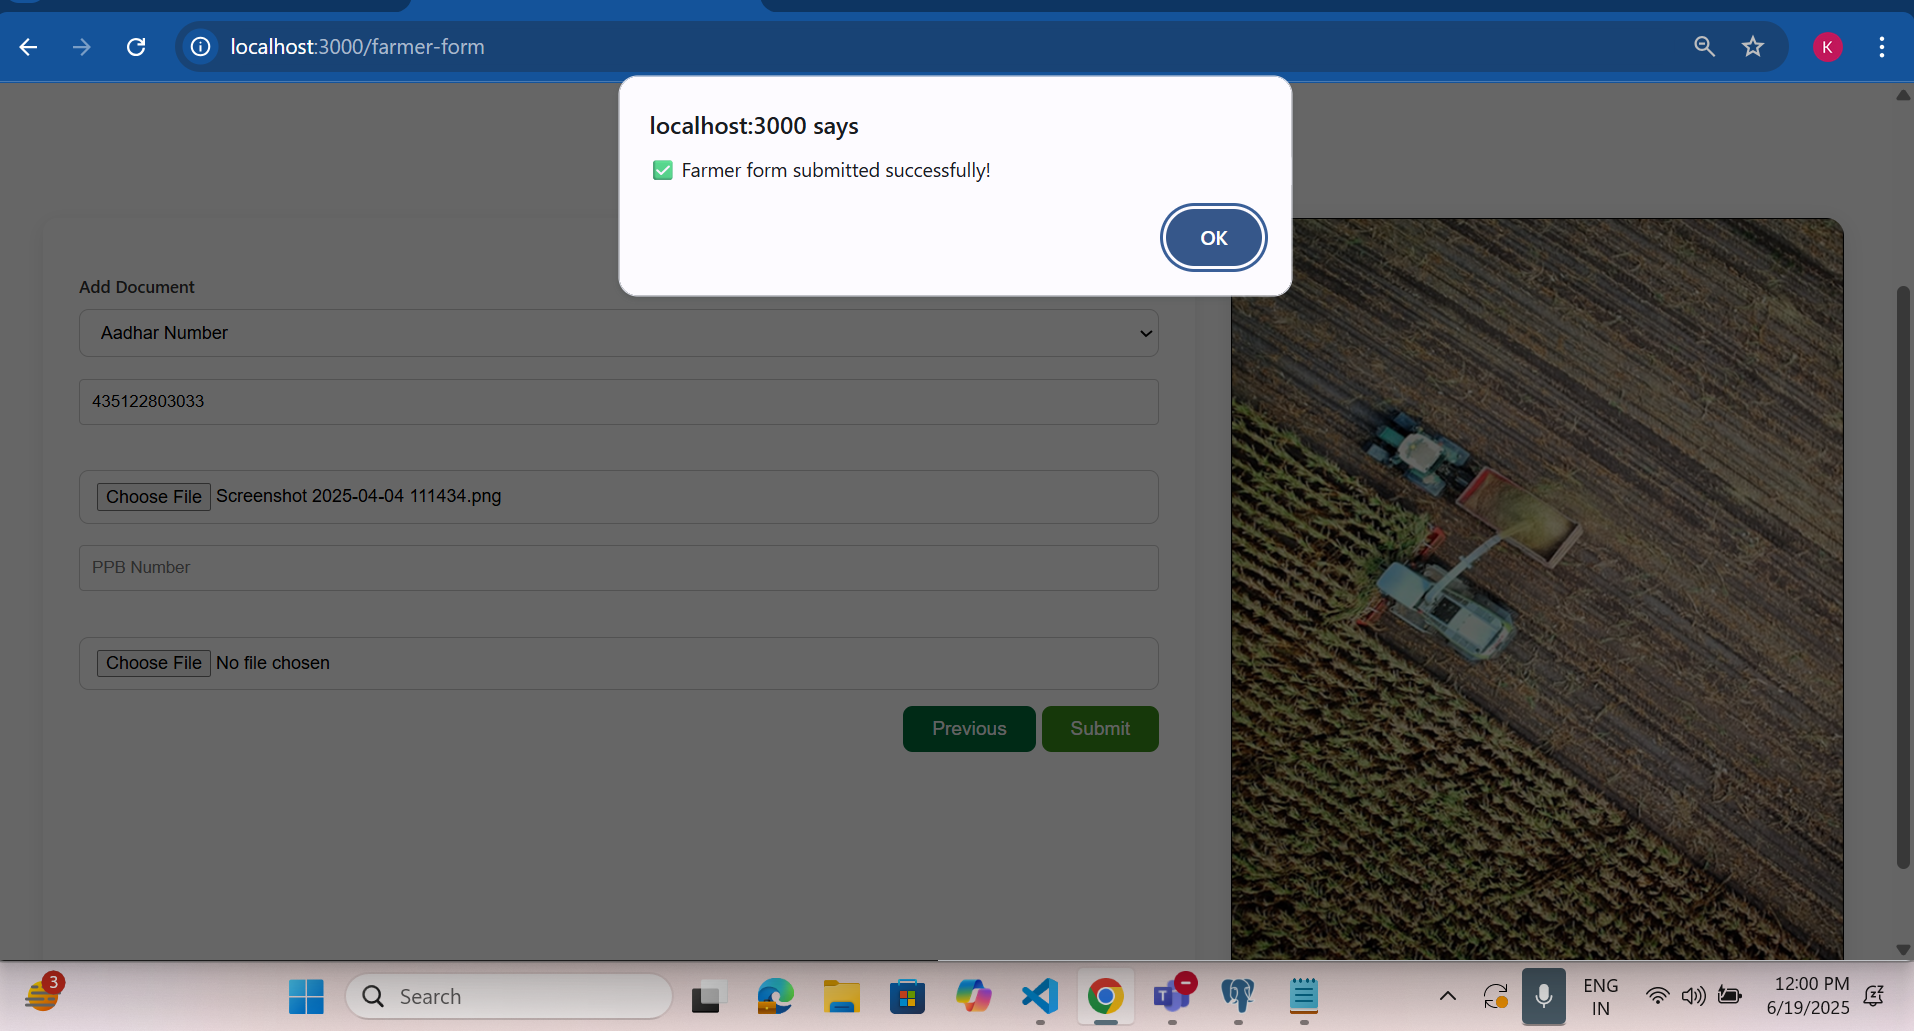 localhost:3000/farmer-form
K
localhost:3000 says
✅ Farmer form submitted successfully!
OK
Add Document
Aadhar Number
435122803033
Choose File Screenshot 2025-04-04 111434.png
PPB Number
Choose File No file chosen
Previous Submit
3
Search
T
ENG
IN
12:00 PM
6/19/2025